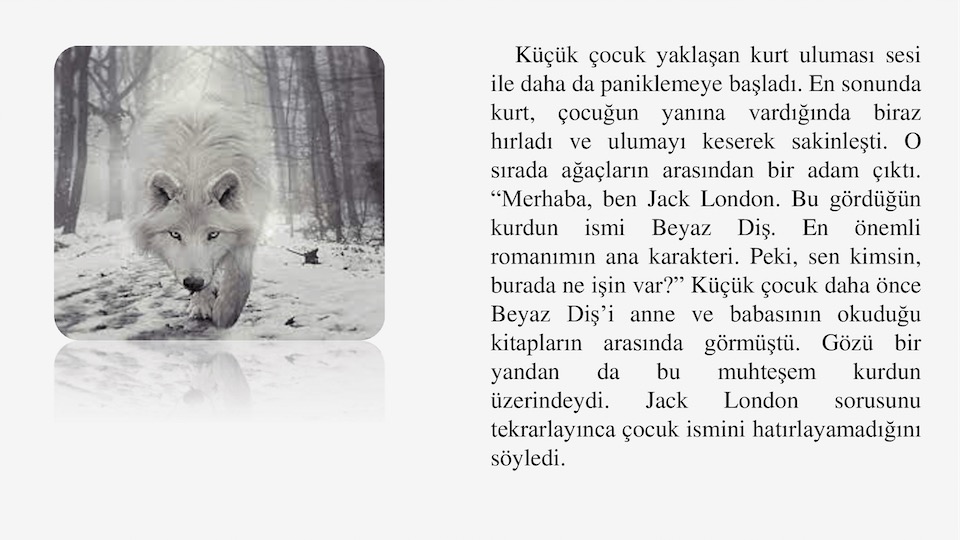 Küçük çocuk yaklaşan kurt uluması sesi
ile daha da paniklemeye başladı. En sonunda
kurt, çocuğun yanına vardığında biraz
hırladı ve ulumayı keserek sakinleşti. O
sırada ağaçların arasından bir adam çıktı.
“Merhaba, ben Jack London. Bu gördüğün
kurdun ismi Beyaz Diş. En önemli
romanımın ana karakteri. Peki, sen kimsin,
burada ne işin var?” Küçük çocuk daha önce
Beyaz Diş’i anne ve babasının okuduğu
kitapların arasında görmüştü. Gözü bir
yandan da bu muhteşem kurdun
üzerindeydi. Jack London sorusunu
tekrarlayınca çocuk ismini hatırlayamadığını
söyledi.